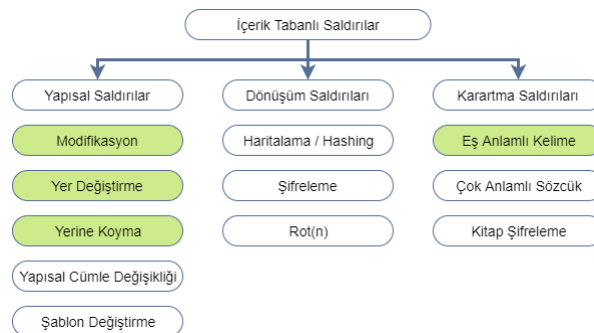 İçerik Tabanlı Saldırılar
Yapısal Saldırılar
Modifikasyon
Yer Değiştirme
Yerine Koyma
Yapısal Cümle Değişikliği
Şablon Değiştirme
Dönüşüm Saldırıları
Haritalama / Hashing
Şifreleme
Rot(n)
Karartma Saldırıları
Eş Anlamlı Kelime
Çok Anlamlı Sözcük
Kitap Şifreleme